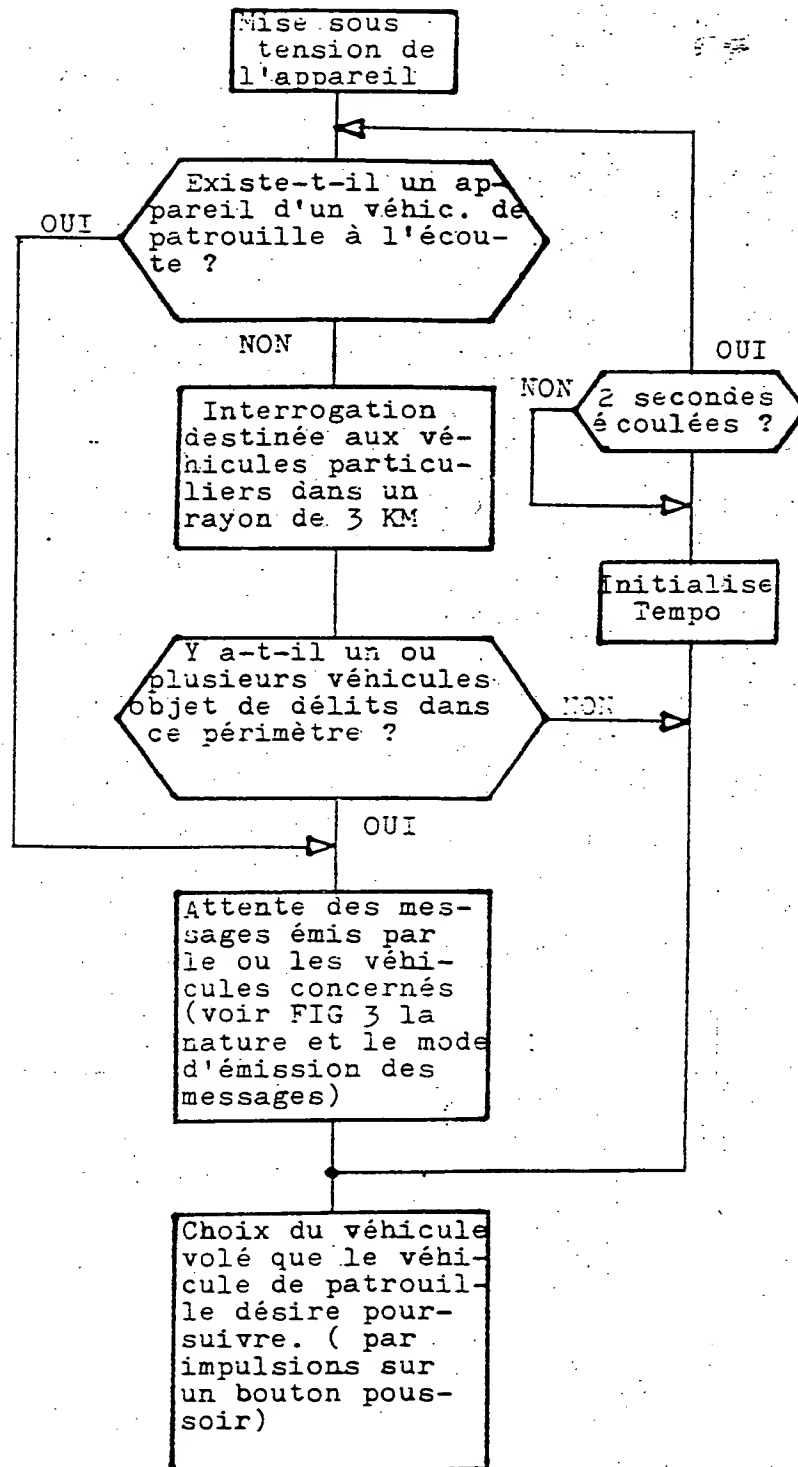 Mise sous
tension de
l'appareil
Existe-t-il un ap-
pareil d'un véhic. de
patrouille à l'écou-
te ?
OUI
NON
Interrogation
destinée aux vé-
hicules particu-
liers dans un
rayon de 3 KM
OUI
NON
2 secondes
écoulées ?
Initialise
Tempo
Y a-t-il un ou
plusieurs véhicules
objet de délits dans
ce périmètre ?
NON
OUI
Attente des mes-
sages émis par
le ou les véhi-
cules concernés
(voir FIG 3 la
nature et le mode
d'émission des
messages)
Choix du véhicule
volé que le véhi-
cule de patrouil-
le désire pour-
suivre. ( par
impulsions sur
un bouton pous-
soir)